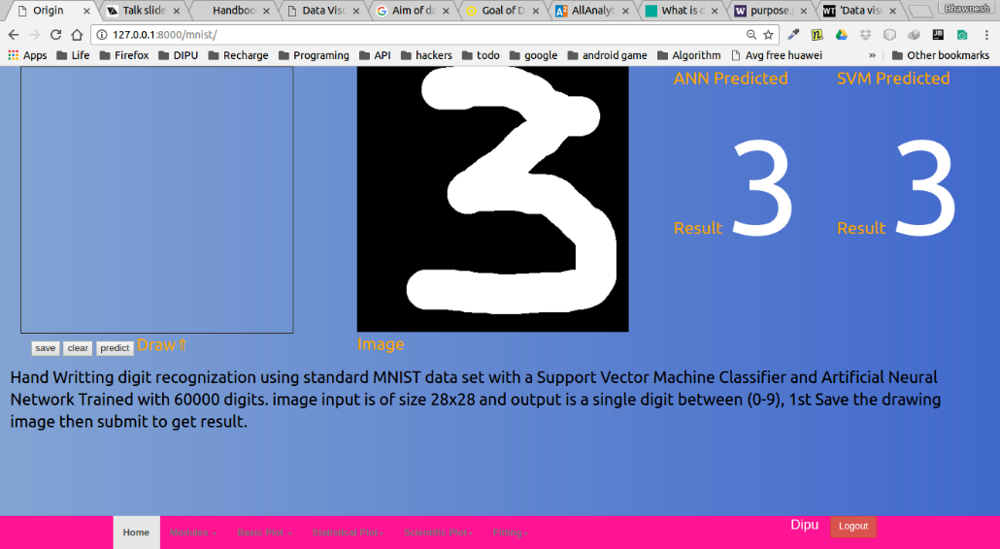 Origin Talk slide Handboo Data Visu Aim of da Goal of D AllAnaly What is d purpose.p 'Data visu Bhawnesh
127.0.0.1:8000/mnist/
Apps Life Firefox DIPU Recharge Programing API hackers todo google android game Algorithm Avg free huawei » Other bookmarks
ANN Predicted SVM Predicted
3
Result 3 Result 3
save clear predict Draw⇑ Image
Hand Writting digit recognization using standard MNIST data set with a Support Vector Machine Classifier and Artificial Neural
Network Trained with 60000 digits. image input is of size 28x28 and output is a single digit between (0-9), 1st Save the drawing
image then submit to get result.
Home Modules Basic Plot Statistical Plot Scientific Plot Fitting Dipu Logout